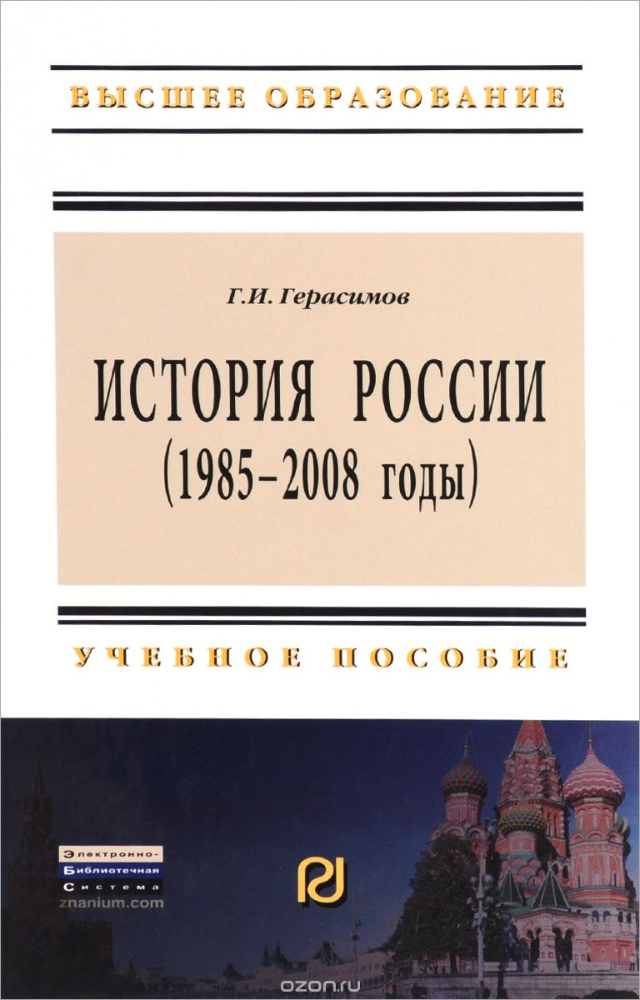 ВЫСШЕЕ ОБРАЗОВАНИЕ
Г.И. Герасимов
ИСТОРИЯ РОССИИ
(1985–2008 годы)
УЧЕБНОЕ ПОСОБИЕ
Электронно-
Библиотечная
Система
znanium.com
ozon.ru